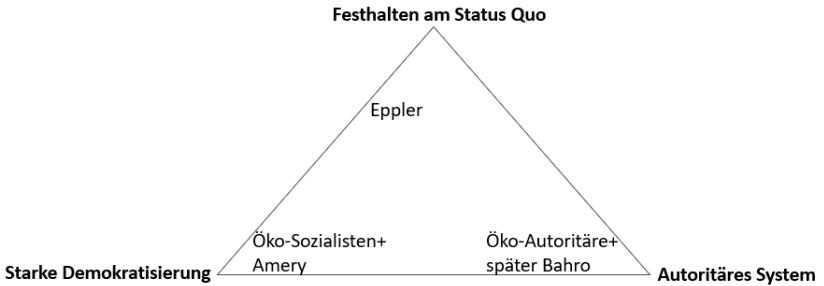 Festhalten am Status Quo
Eppler
Öko-Sozialisten+
Amery
Öko-Autoritäre+
später Bahro
Starke Demokratisierung
Autoritäres System